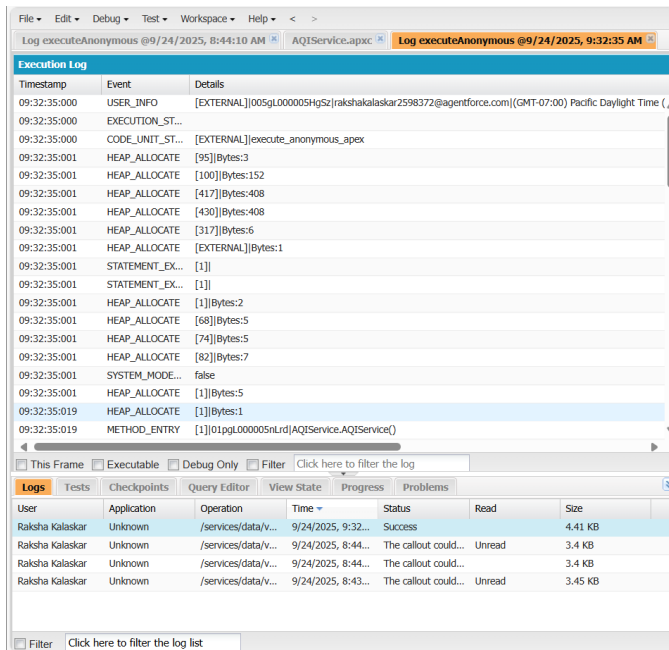 File Edit Debug Test Workspace Help < >
Log executeAnonymous @9/24/2025, 8:44:10 AM AQIService.apxc Log executeAnonymous @9/24/2025, 9:32:35 AM
Execution Log
Timestamp Event Details
09:32:35:000 USER_INFO [EXTERNAL]|005gL000005HgSz|rakshakalaskar2598372@agentforce.com|(GMT-07:00) Pacific Daylight Time (
09:32:35:000 EXECUTION_ST...
09:32:35:000 CODE_UNIT_ST... [EXTERNAL]|execute_anonymous_apex
09:32:35:001 HEAP_ALLOCATE [95]|Bytes:3
09:32:35:001 HEAP_ALLOCATE [100]|Bytes:152
09:32:35:001 HEAP_ALLOCATE [417]|Bytes:408
09:32:35:001 HEAP_ALLOCATE [430]|Bytes:408
09:32:35:001 HEAP_ALLOCATE [317]|Bytes:6
09:32:35:001 HEAP_ALLOCATE [EXTERNAL]|Bytes:1
09:32:35:001 STATEMENT_EX... [1]|
09:32:35:001 STATEMENT_EX... [1]|
09:32:35:001 HEAP_ALLOCATE [1]|Bytes:2
09:32:35:001 HEAP_ALLOCATE [68]|Bytes:5
09:32:35:001 HEAP_ALLOCATE [74]|Bytes:5
09:32:35:001 HEAP_ALLOCATE [82]|Bytes:7
09:32:35:001 SYSTEM_MODE... false
09:32:35:001 HEAP_ALLOCATE [1]|Bytes:5
09:32:35:019 HEAP_ALLOCATE [1]|Bytes:1
09:32:35:019 METHOD_ENTRY [1]|01pgL000005nLrd|AQIService.AQIService()
This Frame Executable Debug Only Filter Click here to filter the log
Logs Tests Checkpoints Query Editor View State Progress Problems
User Application Operation Time Status Read Size
Raksha Kalaskar Unknown /services/data/v... 9/24/2025, 9:32... Success 4.41 KB
Raksha Kalaskar Unknown /services/data/v... 9/24/2025, 8:44... The callout could... Unread 3.4 KB
Raksha Kalaskar Unknown /services/data/v... 9/24/2025, 8:44... The callout could... 3.4 KB
Raksha Kalaskar Unknown /services/data/v... 9/24/2025, 8:43... The callout could... Unread 3.45 KB
Filter Click here to filter the log list